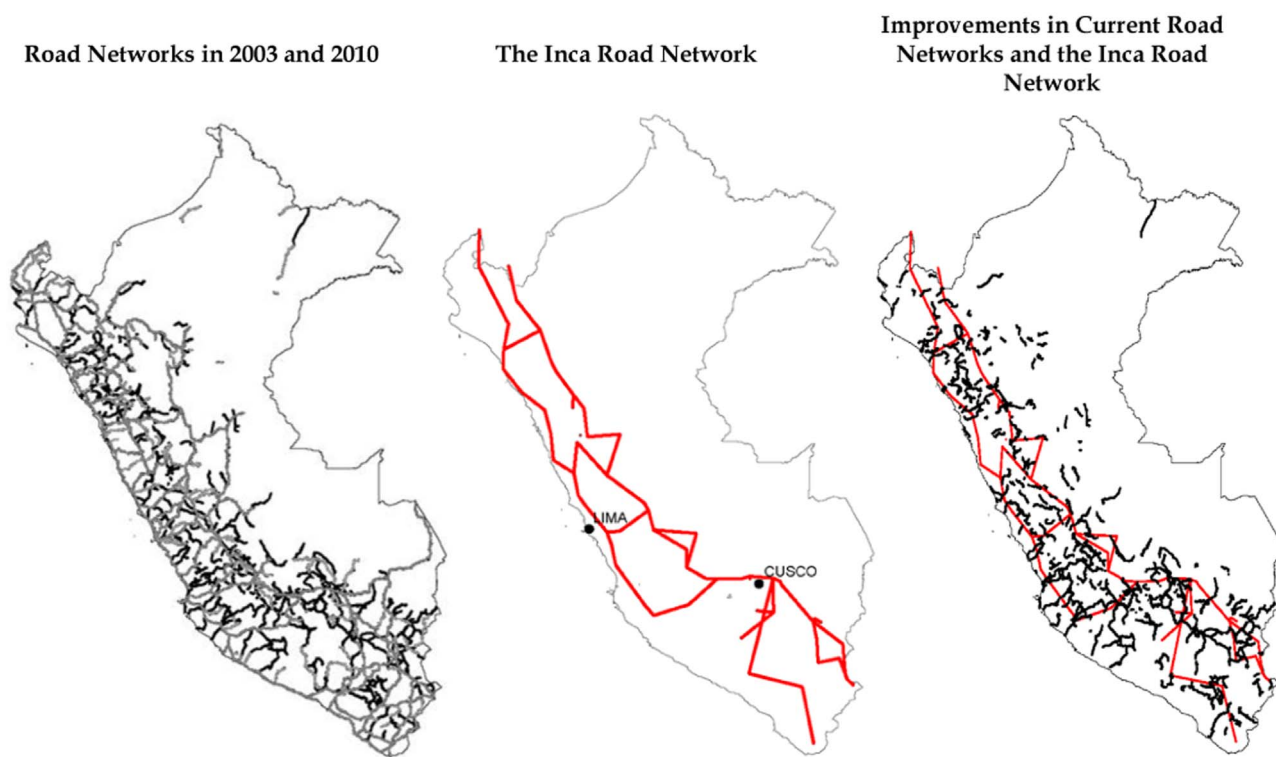 Road Networks in 2003 and 2010
The Inca Road Network
Improvements in Current Road
Networks and the Inca Road
Network
LIMA
CUSCO